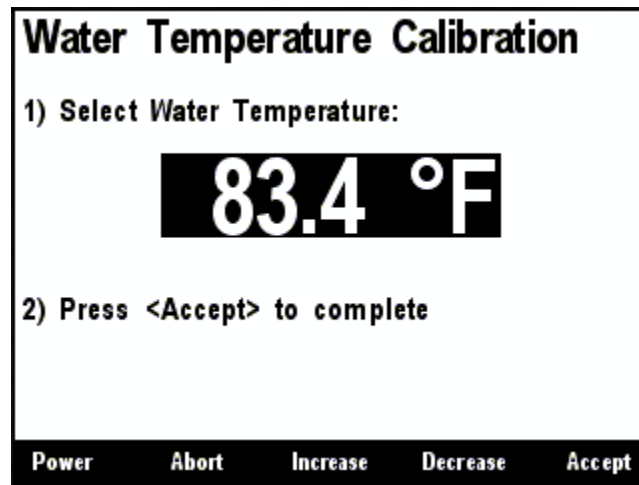 Water Temperature Calibration
1) Select Water Temperature:
83.4 °F
2) Press <Accept> to complete
Power Abort Increase Decrease Accept